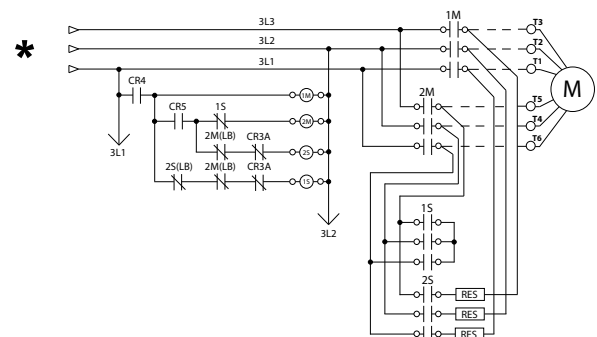 1M
3L3
T3
3L2
T2
*
3L1
T1
CR4
M
2M
1M
CR5
1S
T5
2M
T4
2M(LB)
CR3A
T6
2S
3L1
2S(LB)
2M(LB)
CR3A
1S
1S
3L2
2S
RES
RES
RES